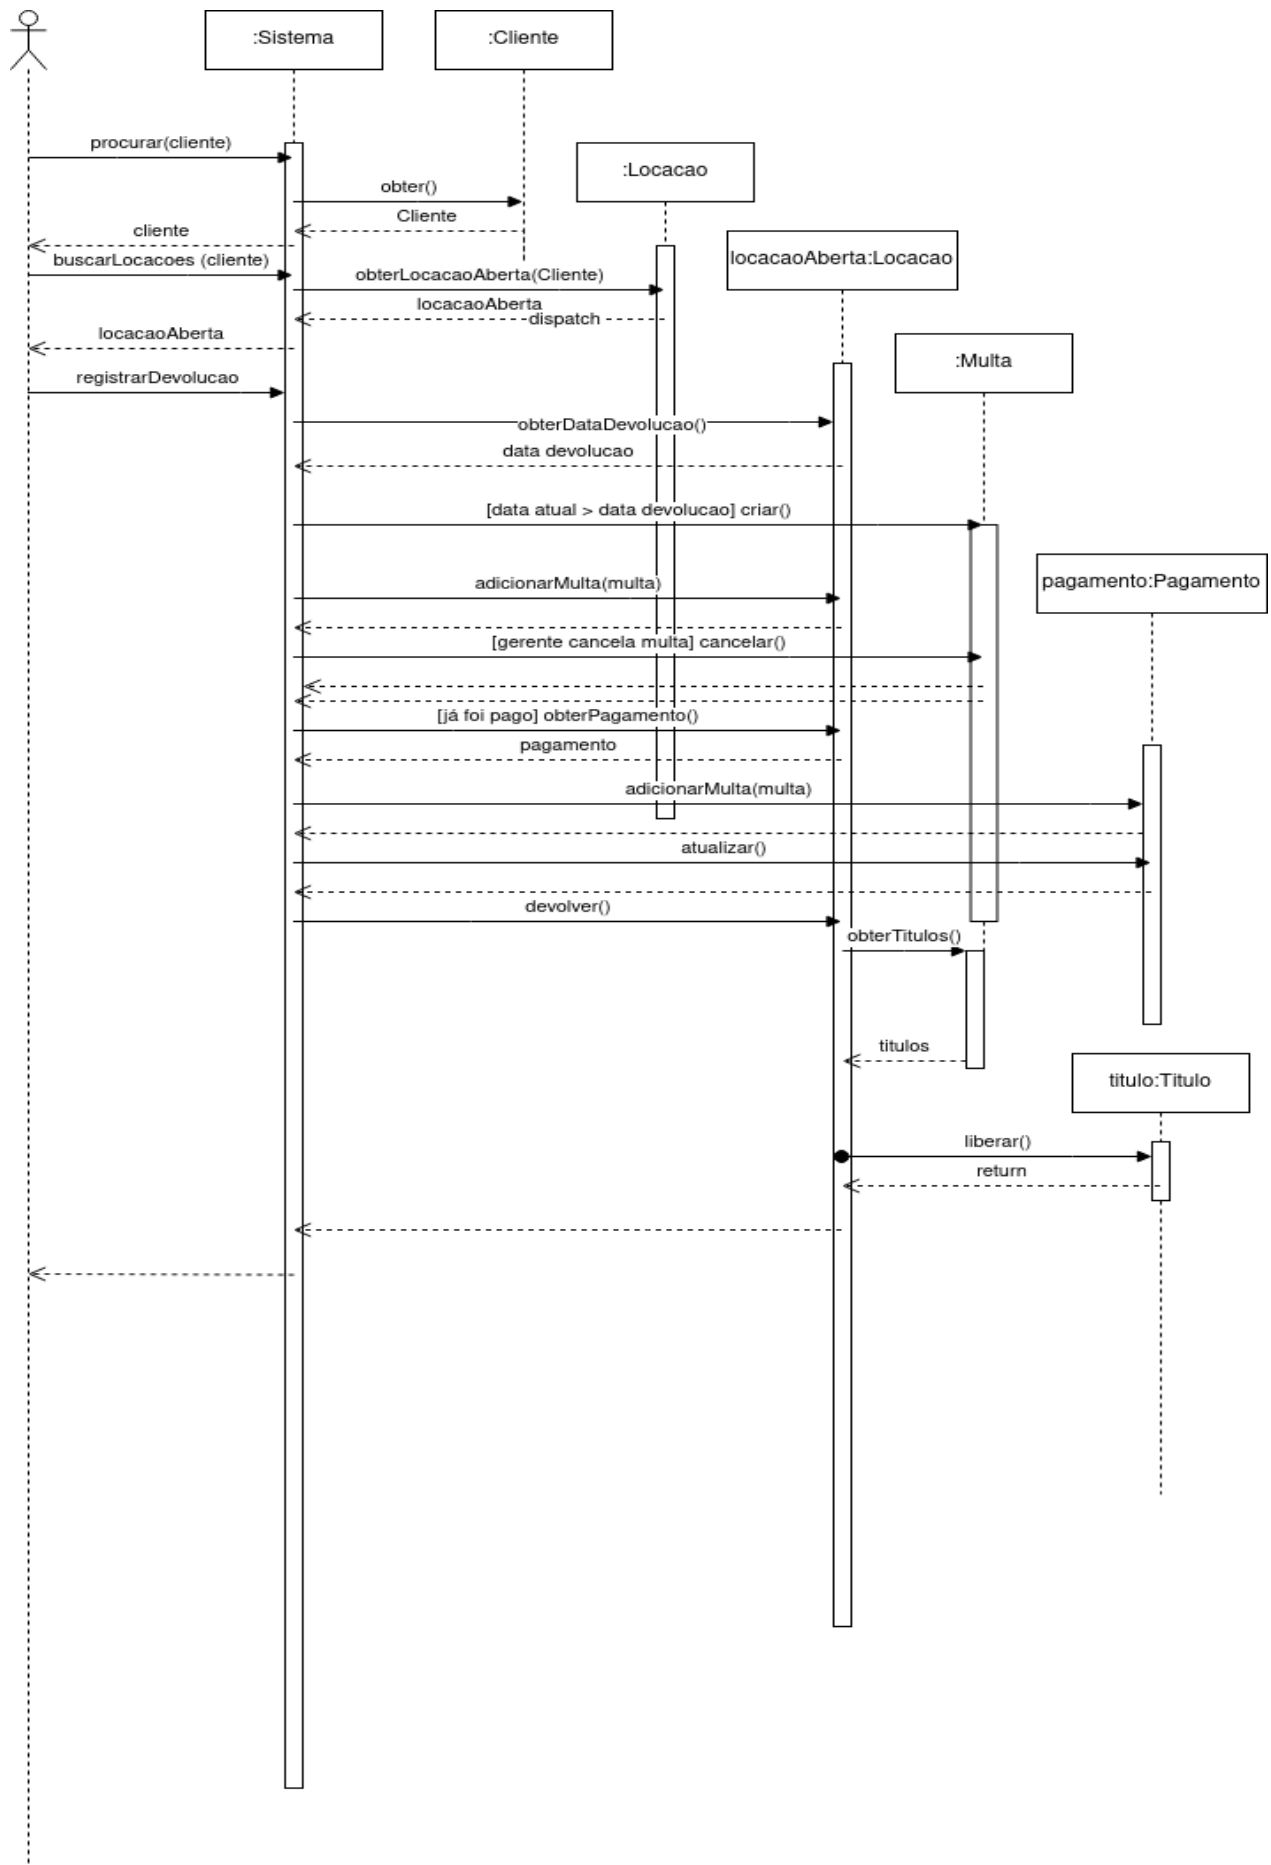 :Sistema
:Cliente
procurar(cliente)
:Locacao
obter()
Cliente
cliente
buscarLocacoes (cliente)
locacaoAberta:Locacao
obterLocacaoAberta(Cliente)
locacaoAberta
dispatch
locacaoAberta
:Multa
registrarDevolucao
obterDataDevolucao()
data devolucao
[data atual > data devolucao] criar()
adicionarMulta(multa)
pagamento:Pagamento
[gerente cancela multa] cancelar()
[já foi pago] obterPagamento()
pagamento
adicionarMulta(multa)
atualizar()
devolver()
obterTitulos()
titulos
titulo:Titulo
liberar()
return